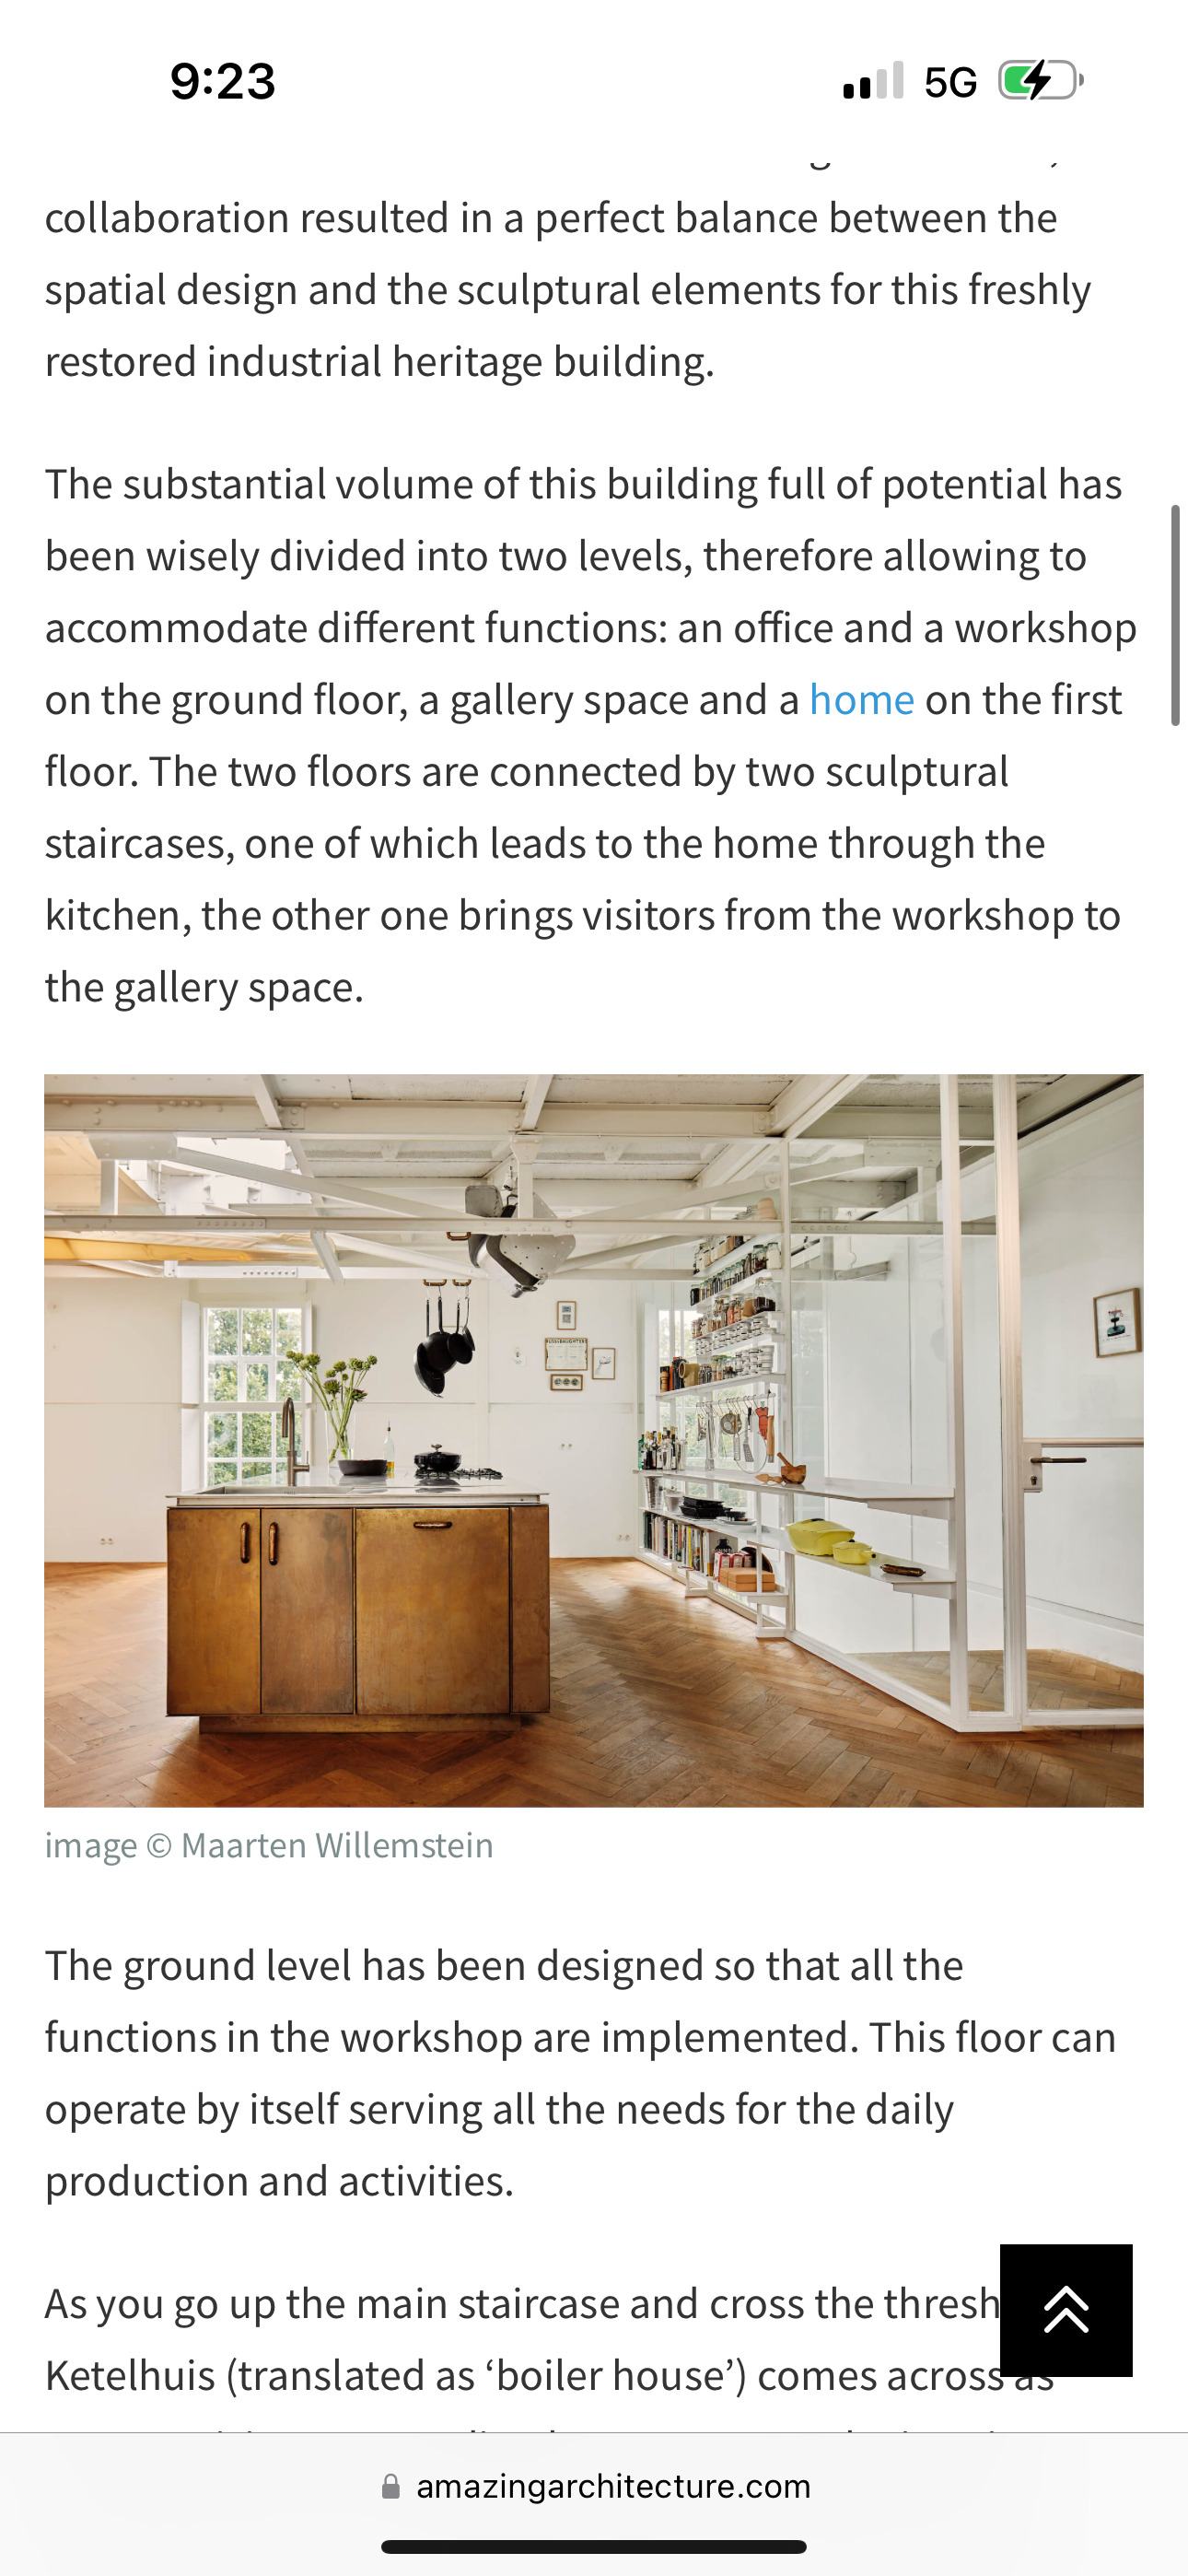 9:23
5G
collaboration resulted in a perfect balance between the
spatial design and the sculptural elements for this freshly
restored industrial heritage building.
The substantial volume of this building full of potential has
been wisely divided into two levels, therefore allowing to
accommodate different functions: an office and a workshop
on the ground floor, a gallery space and a home on the first
floor. The two floors are connected by two sculptural
staircases, one of which leads to the home through the
kitchen, the other one brings visitors from the workshop to
the gallery space.
image © Maarten Willemstein
The ground level has been designed so that all the
functions in the workshop are implemented. This floor can
operate by itself serving all the needs for the daily
production and activities.
As you go up the main staircase and cross the thresh
Ketelhuis (translated as ‘boiler house’) comes across as
amazingarchitecture.com